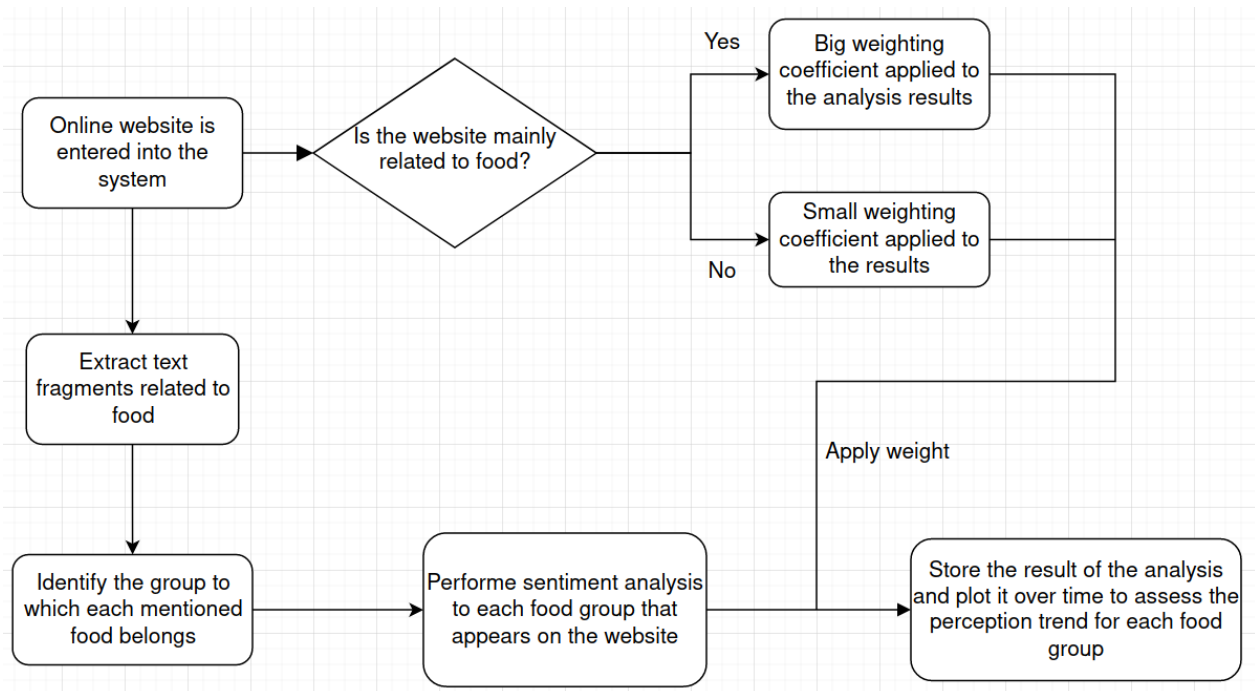 Online website is
entered into the
system
Is the website mainly
related to food?
Yes
Big weighting
coefficient applied to
the analysis results
No
Small weighting
coefficient applied to
the results
Extract text
fragments related to
food
Apply weight
Identify the group to
which each mentioned
food belongs
Performe sentiment analysis
to each food group that
appears on the website
Store the result of the analysis
and plot it over time to assess the
perception trend for each food
group